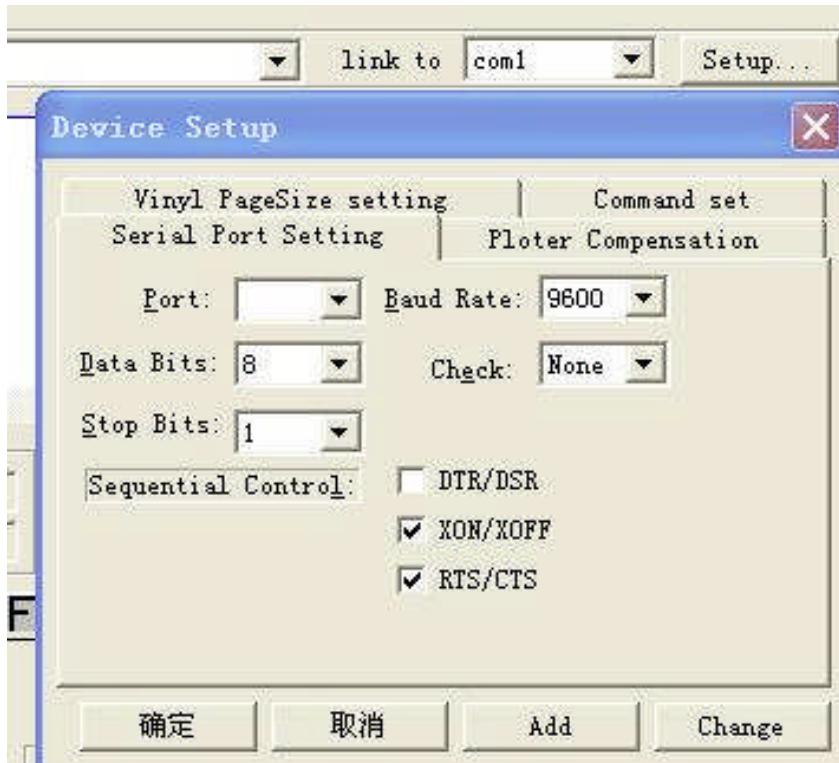 link to com1 Setup...
Device Setup
Vinyl PageSize setting Command set
Serial Port Setting Ploter Compensation
Port: Baud Rate: 9600
Data Bits: 8 Check: None
Stop Bits: 1
Sequential Control: DTR/DSR
XON/XOFF
RTS/CTS
F
确定 取消 Add Change